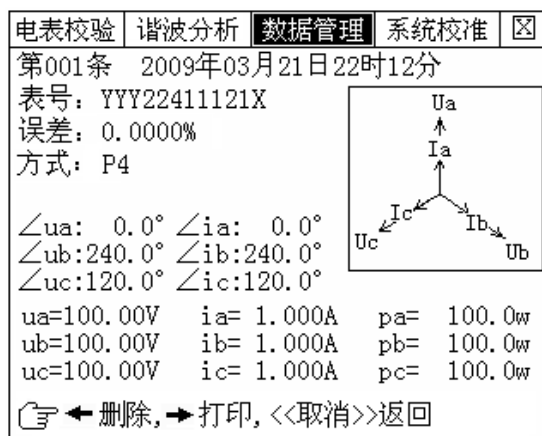 电表校验 谐波分析 数据管理 系统校准
第001条 2009年03月21日22时12分
表号: YYY22411121X
误差: 0.0000%
方式: P4
Ua
Ia
Ic
Ib
Uc
Ub
∠ua: 0.0° ∠ia: 0.0°
∠ub:240.0° ∠ib:240.0°
∠uc:120.0° ∠ic:120.0°
ua=100.00V ia= 1.000A pa= 100.0w
ub=100.00V ib= 1.000A pb= 100.0w
uc=100.00V ic= 1.000A pc= 100.0w
☞←删除,→打印,<<取消>>返回